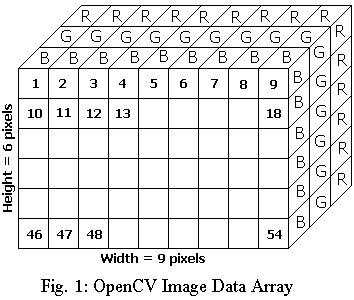 R R R R R R R R R
G G G G G G G G G
B B B B B B B B B
1 2 3 4 5 6 7 8 9 B G R
10 11 12 13 18 B G R
B G R
B G R
B G R
46 47 48 54 B G R
Height = 6 pixels
Width = 9 pixels
Fig. 1: OpenCV Image Data Array